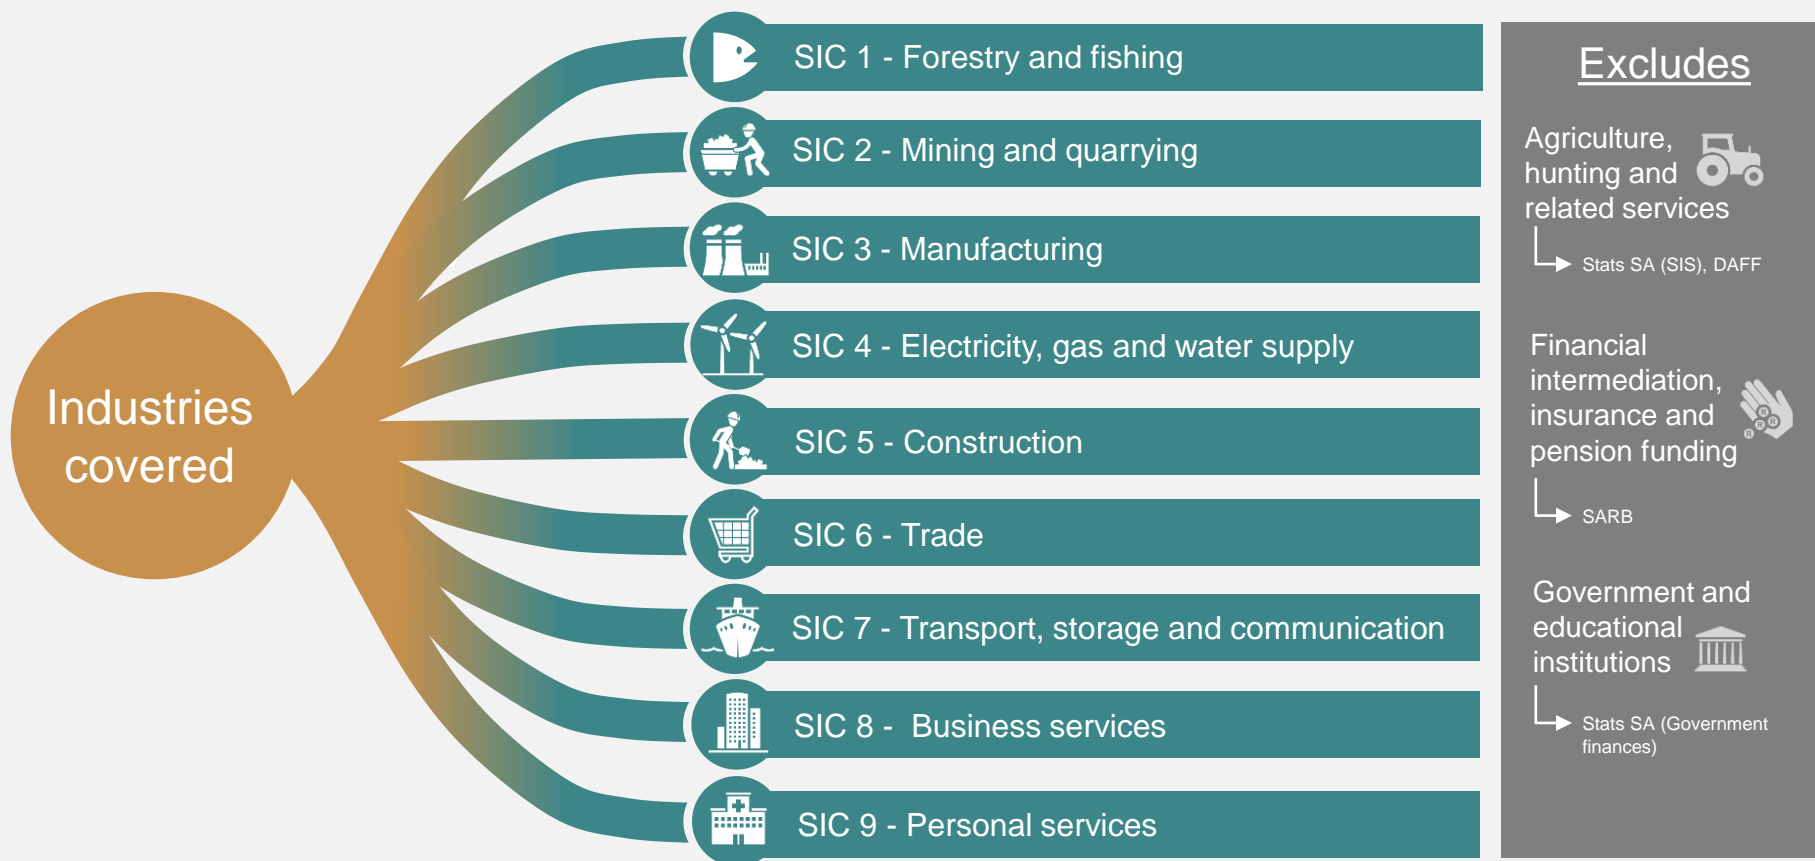 Industries
covered
SIC 1 - Forestry and fishing
SIC 2 - Mining and quarrying
SIC 3 - Manufacturing
SIC 4 - Electricity, gas and water supply
SIC 5 - Construction
SIC 6 - Trade
SIC 7 - Transport, storage and communication
SIC 8 -  Business services
SIC 9 - Personal services
Excludes
Agriculture,
hunting and
related services
Stats SA (SIS), DAFF
Financial
intermediation,
insurance and
pension funding
R
R
R
R
SARB
Government and
educational
institutions
Stats SA (Government
finances)